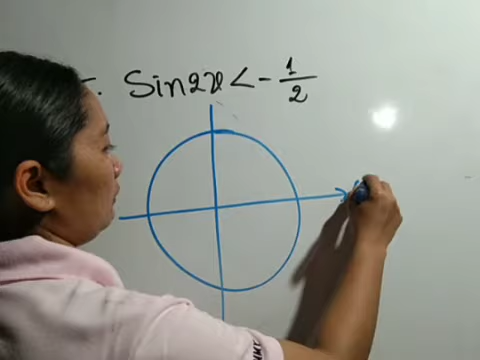 . Sin2x < - 1/2